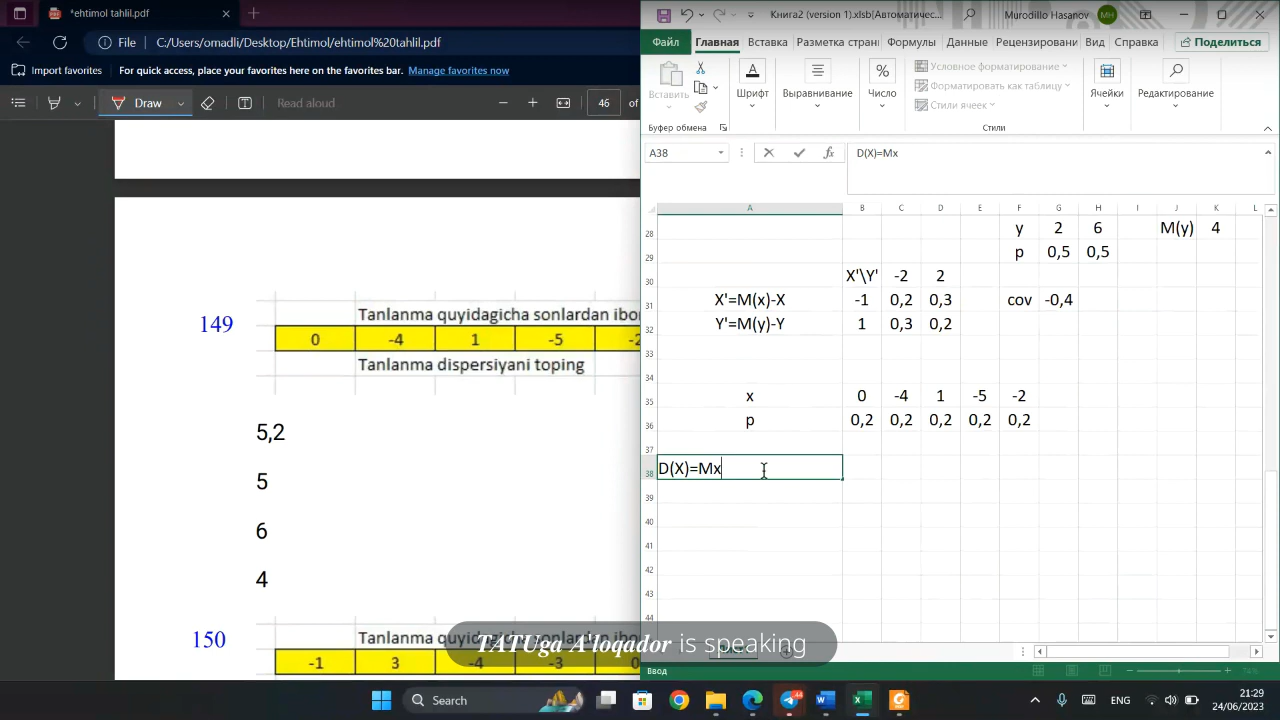 *ehtimol tahlil.pdf
File C:/Users/omadli/Desktop/Ehtimol/ehtimol%20tahlil.pdf
Import favorites For quick access, place your favorites here on the favorites bar. Manage favorites now
Draw Read aloud 46 of
149
Tanlanma quyidagicha sonlardan ibo
0 -4 1 -5 -2
Tanlanma dispersiyani toping
5,2
5
6
4
150
Tanlanma quyidagicha sonlardan ibo
-1 3 -4 -3 0
Книга2 (version 1).xlsb[Автоматичес... Murodillo Hasanov MH
Файл Главная Вставка Разметка страни Формулы Данные Рецензировани Вид Справка Поделиться
Вставить
Буфер обмена
Шрифт
Выравнивание
Число
Условное форматирование
Форматировать как таблицу
Стили ячеек
Стили
Ячейки
Редактирование
A38 fx D(X)=Mx
A B C D E F G H I J K L
28 y 2 6 M(y) 4
29 p 0,5 0,5
30 X'\Y' -2 2
31 X'=M(x)-X -1 0,2 0,3 cov -0,4
32 Y'=M(y)-Y 1 0,3 0,2
33
34
35 x 0 -4 1 -5 -2
36 p 0,2 0,2 0,2 0,2 0,2
37
38 D(X)=Mx
39
40
41
42
43
44
TATUga A'loqador is speaking
Ввод
Search 44 ENG 21:29
24/06/2023